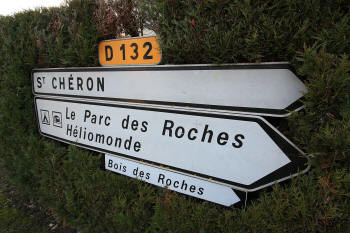 D 132
ST CHÉRON
Le Parc des Roches
Héliomonde
Bois des Roches